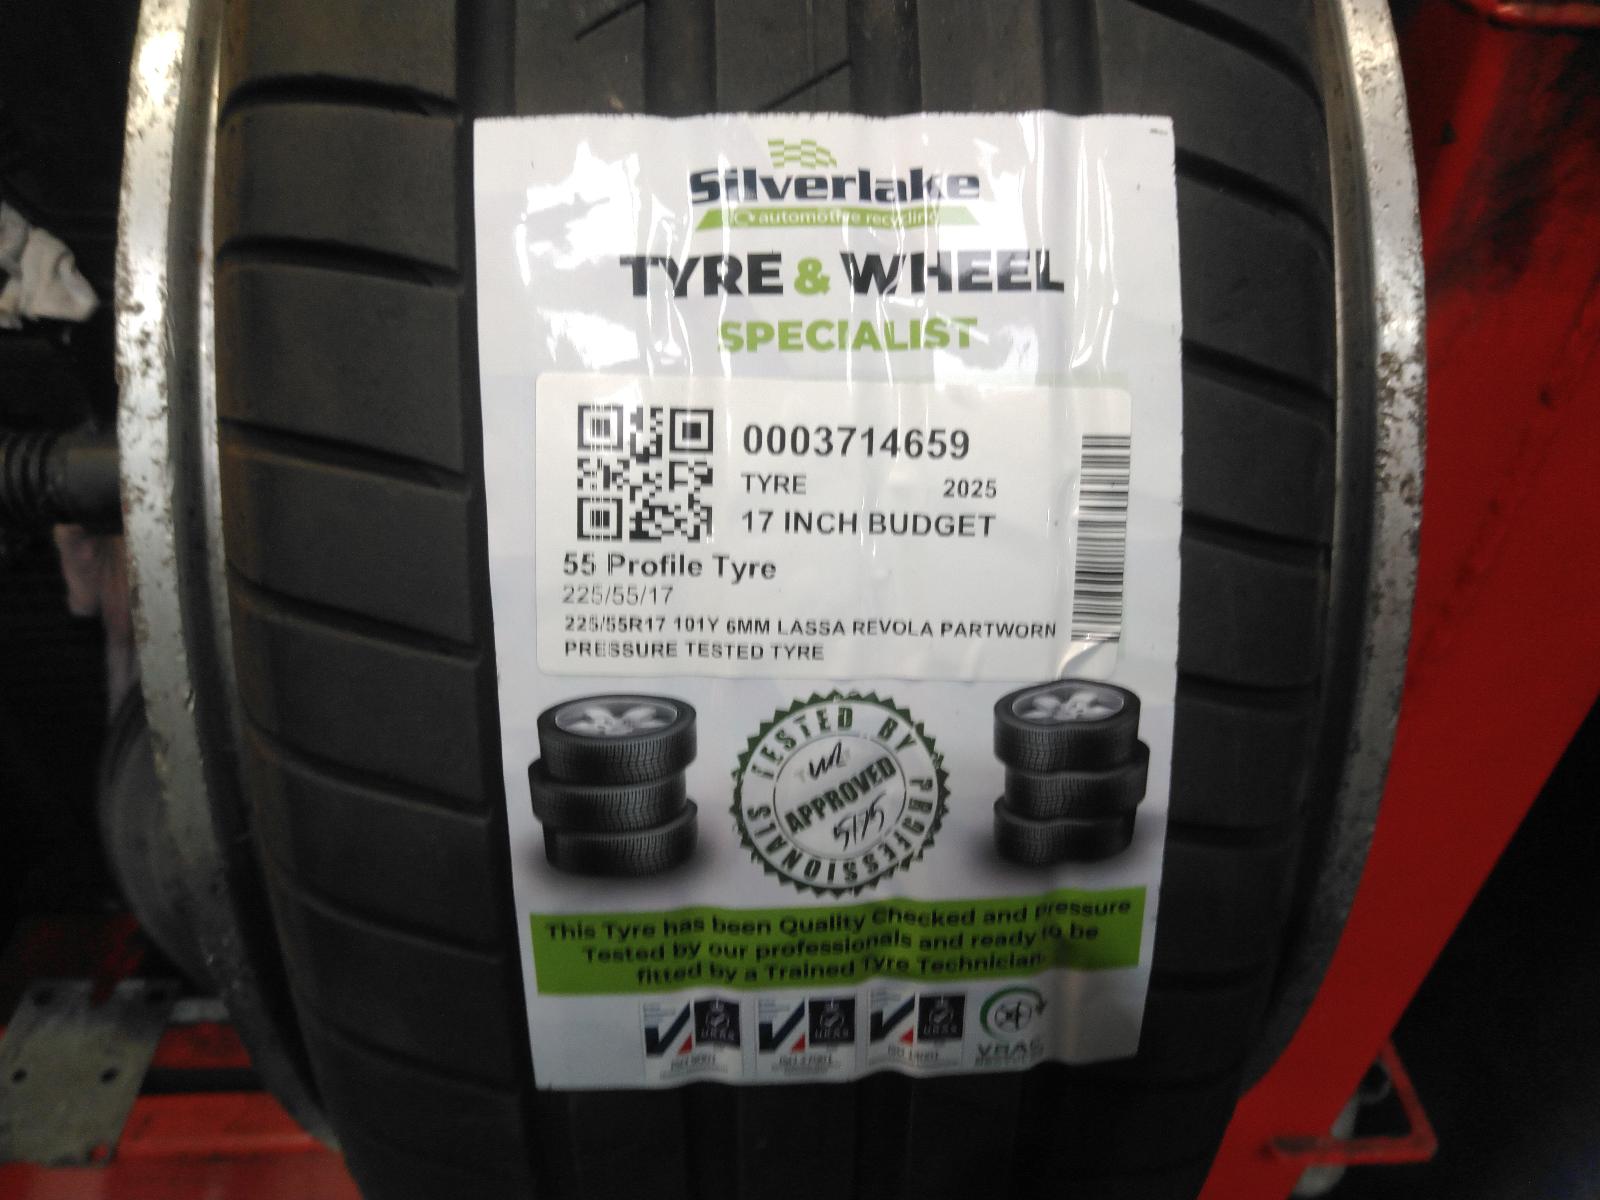 Silverlake
automotive recycling
TYRE & WHEEL
SPECIALIST
0003714659
TYRE 2025
17 INCH BUDGET
55 Profile Tyre
225/55/17
225/55R17 101Y 6MM LASSA REVOLA PARTWORN
PRESSURE TESTED TYRE
TESTED BY PROFESSIONALS
APPROVED
This Tyre has been Quality Checked and pressure
Tested by our professionals and ready to be
fitted by a Trained Tyre Technician